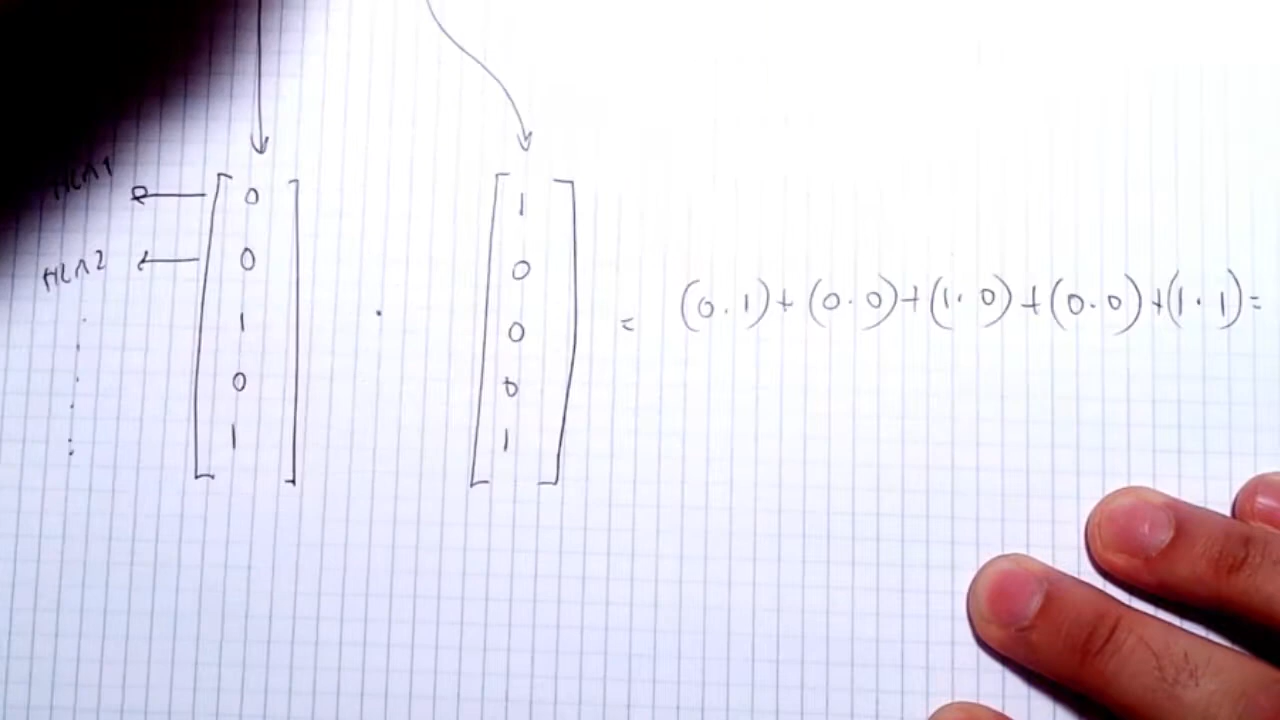 0 1
0 0
1 · 0 = (0.1)+(0.0)+(1.0)+(0.0)+(1.1)=
0 0
1 1